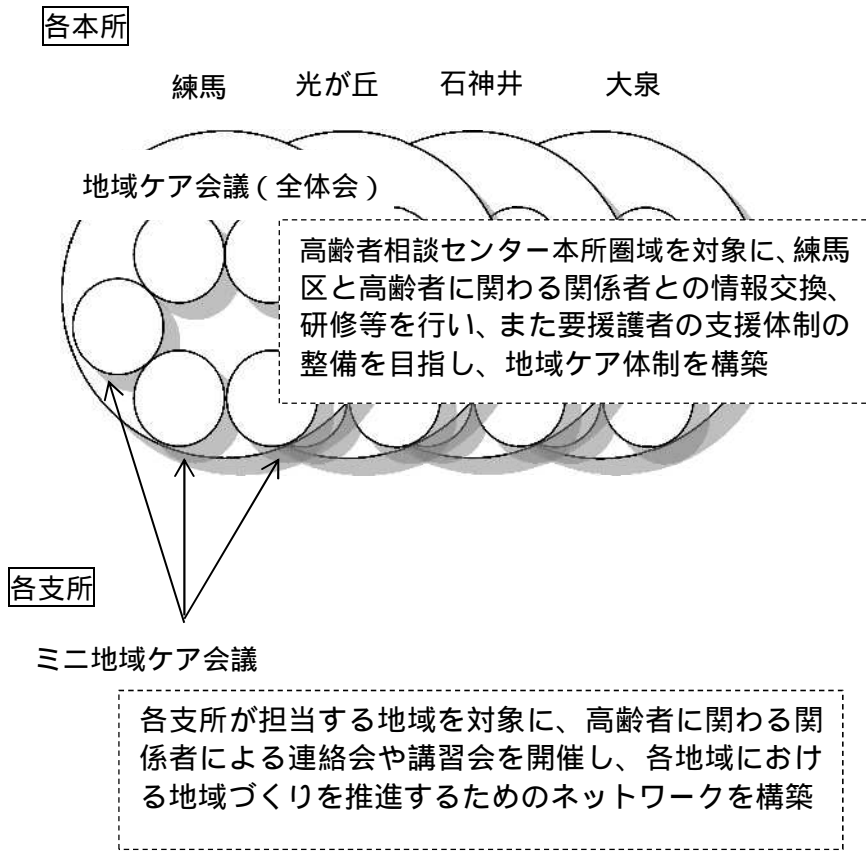 各本所
練馬 光が丘 石神井 大泉
地域ケア会議(全体会)
高齢者相談センター本所圏域を対象に、練馬
区と高齢者に関わる関係者との情報交換、
研修等を行い、また要援護者の支援体制の
整備を目指し、地域ケア体制を構築
各支所
ミニ地域ケア会議
各支所が担当する地域を対象に、高齢者に関わる関
係者による連絡会や講習会を開催し、各地域におけ
る地域づくりを推進するためのネットワークを構築